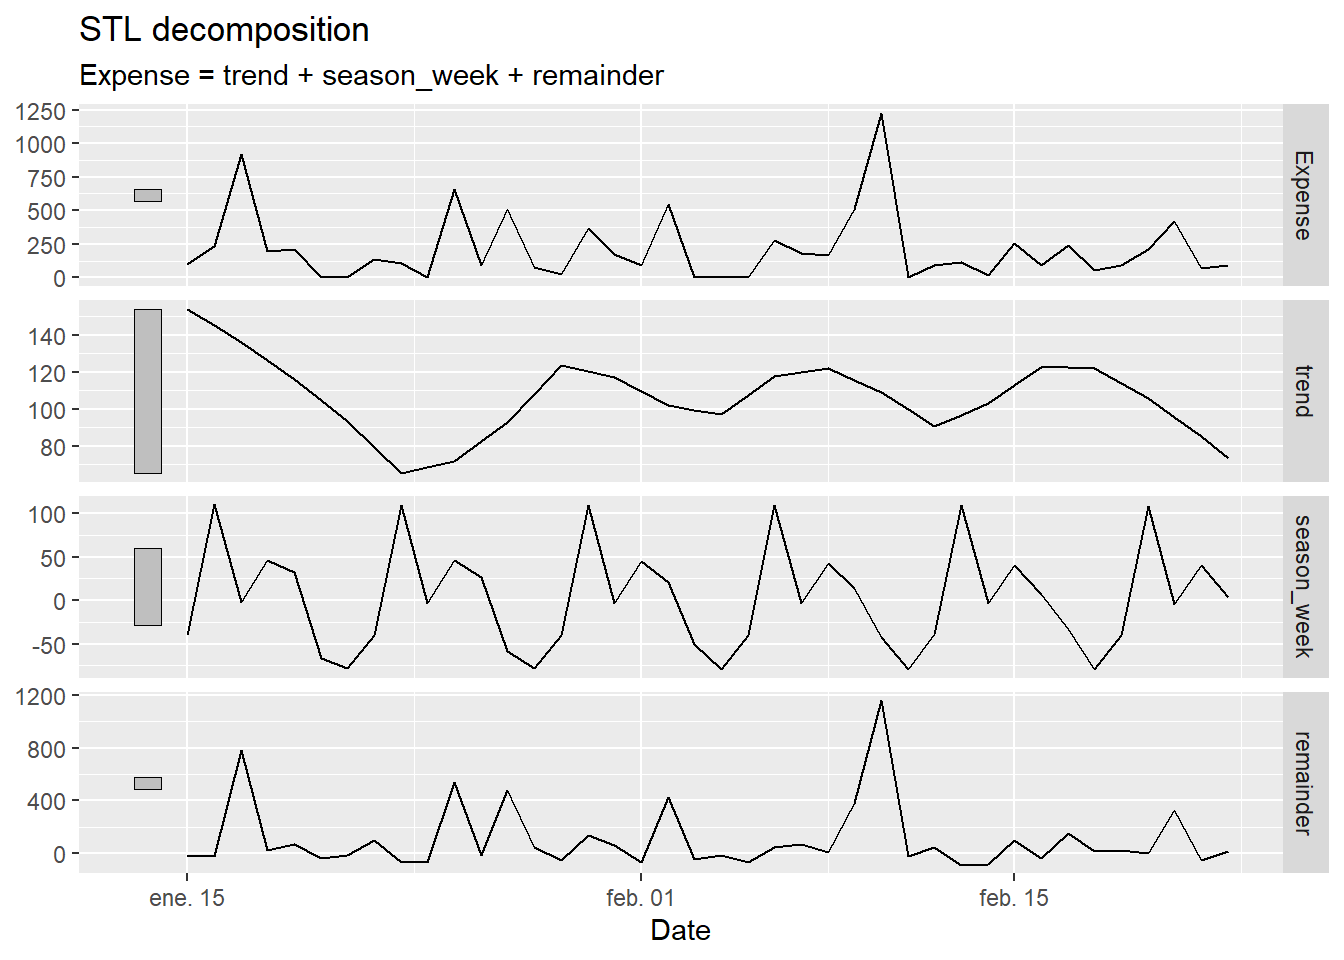 STL decomposition
Expense = trend + season_week + remainder
1250
1000
750
500
250
0
Expense
140
120
100
80
trend
100
50
0
-50
season_week
1200
800
400
0
remainder
ene. 15 feb. 01 feb. 15
Date